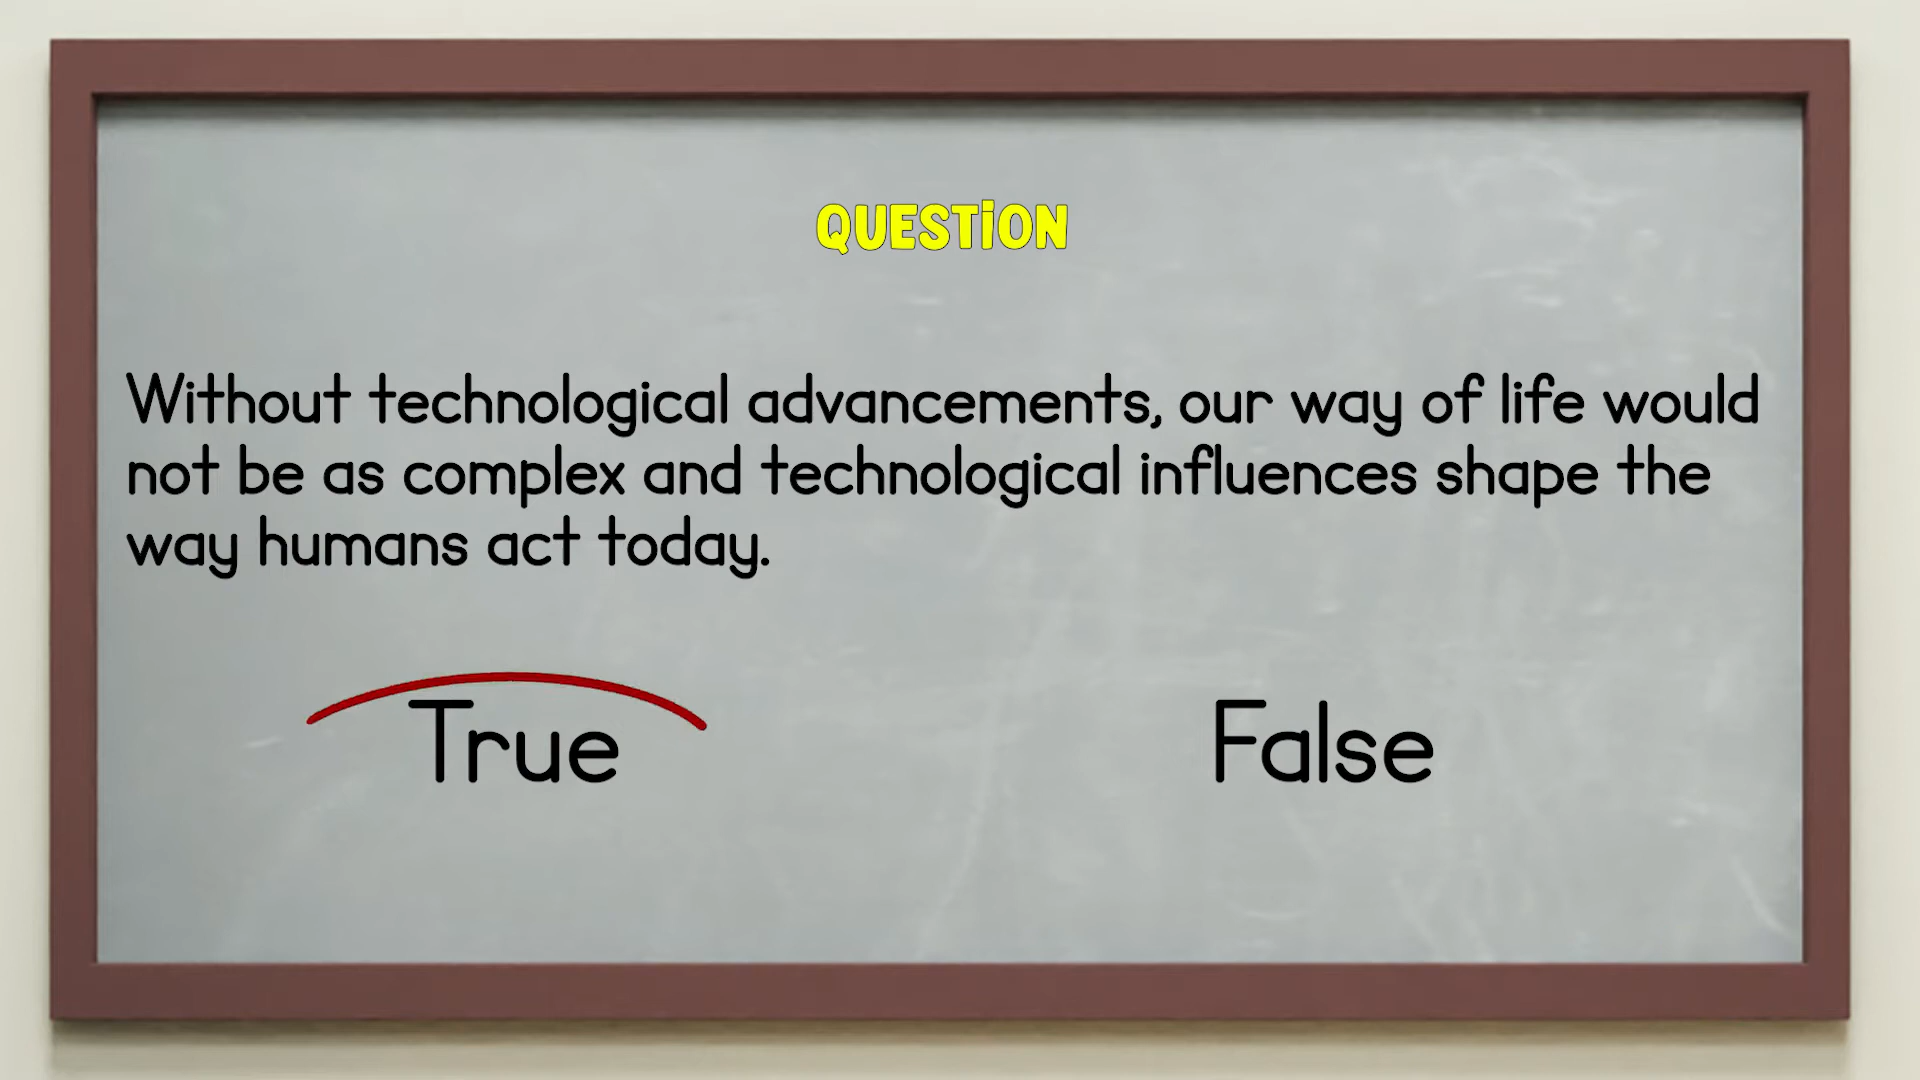 QUESTION
Without technological advancements, our way of life would
not be as complex and technological influences shape the
way humans act today.
True
False